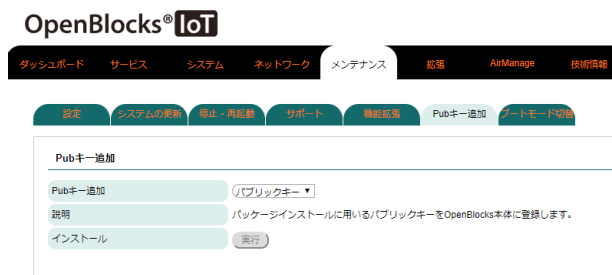 OpenBlocks® IoT
ダッシュボード サービス システム ネットワーク メンテナンス 拡張 AirManage 技術情報
設定 システムの更新 停止・再起動 サポート 機能拡張 Pubキー追加 ブートモード切替
Pubキー追加
Pubキー追加 パブリックキー
説明 パッケージインストールに用いるパブリックキーをOpenBlocks本体に登録します。
インストール 実行